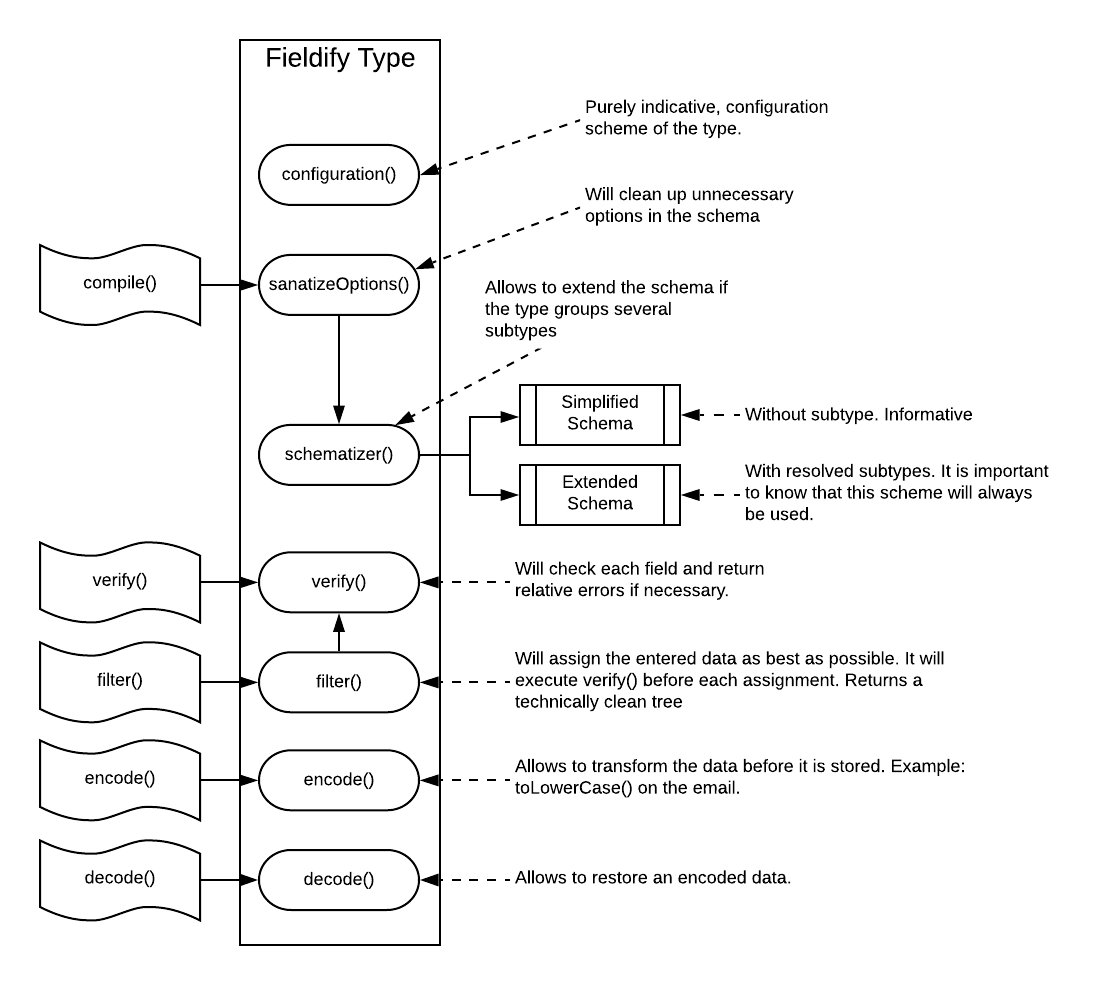 Fieldify Type
Purely indicative, configuration
scheme of the type.
configuration()
Will clean up unnecessary
options in the schema
compile()
sanatizeOptions()
Allows to extend the schema if
the type groups several
subtypes
Simplified
Schema
Without subtype. Informative
schematizer()
Extended
Schema
With resolved subtypes. It is important
to know that this scheme will always
be used.
verify()
verify()
Will check each field and return
relative errors if necessary.
filter()
filter()
Will assign the entered data as best as possible. It will
execute verify() before each assignment. Returns a
technically clean tree
encode()
encode()
Allows to transform the data before it is stored. Example:
toLowerCase() on the email.
decode()
decode()
Allows to restore an encoded data.